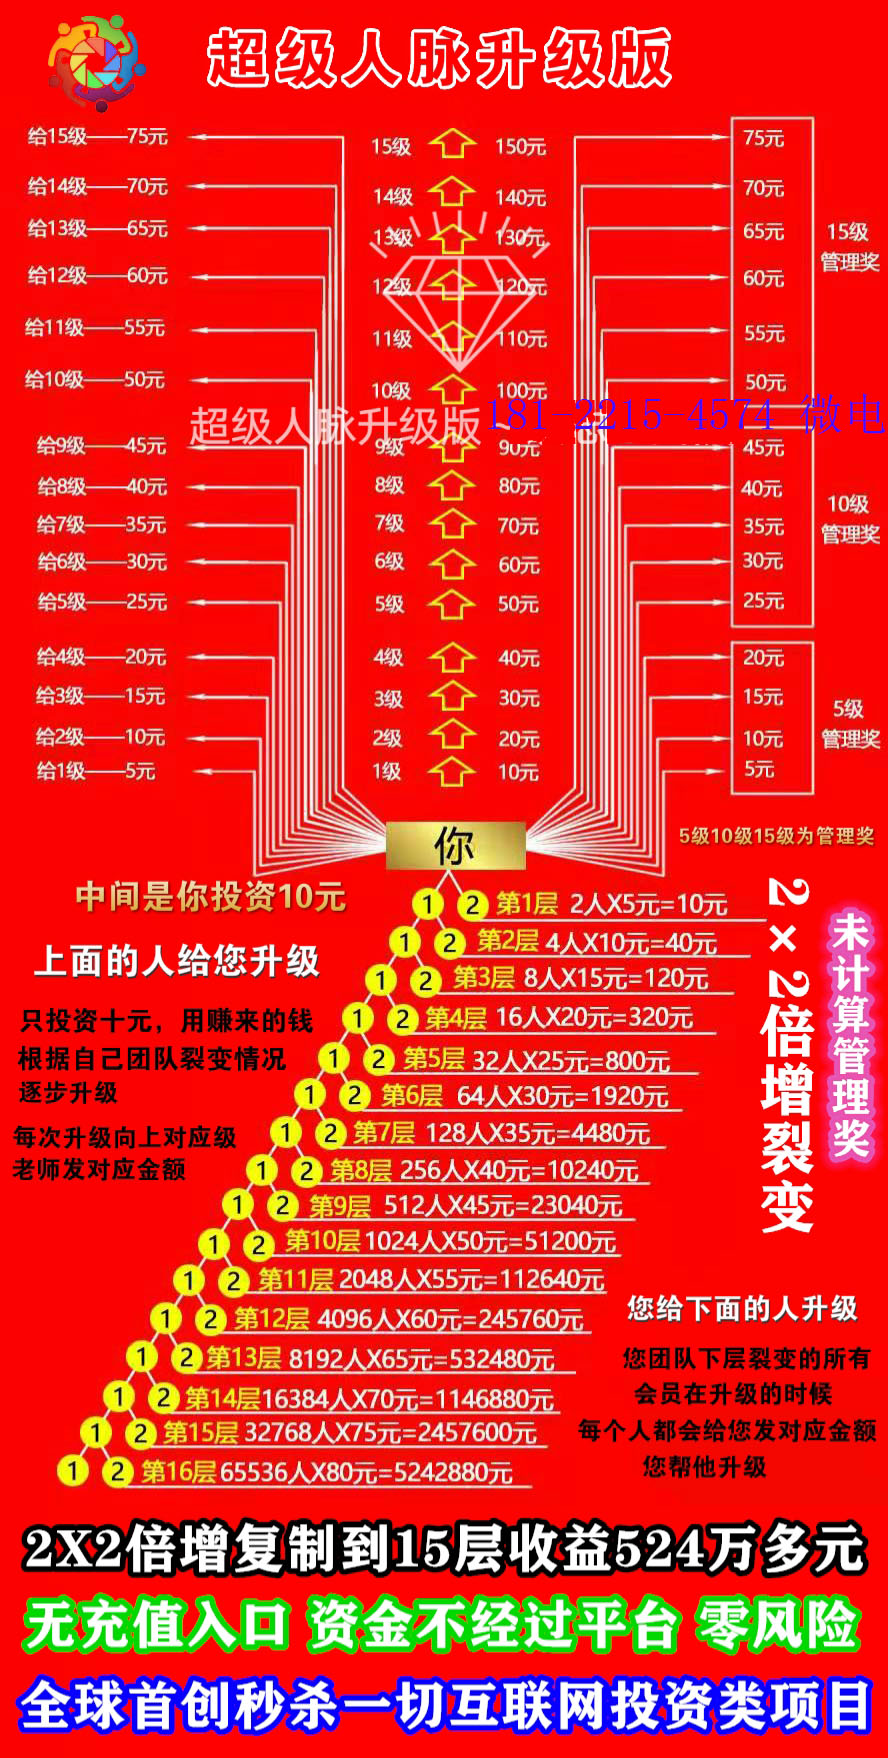 超级人脉升级版
给15级——75元 15级 150元 75元
给14级——70元 14级 140元 70元
给13级——65元 13级 130元 65元
15级
管理奖
给12级——60元 12级 120元 60元
给11级——55元 11级 110元 55元
给10级——50元 10级 100元 50元
超级人脉升级版
181-2215-4574 微电
给9级——45元 9级 90元 45元
给8级——40元 8级 80元 40元
10级
管理奖
给7级——35元 7级 70元 35元
给6级——30元 6级 60元 30元
给5级——25元 5级 50元 25元
给4级——20元 4级 40元 20元
给3级——15元 3级 30元 15元
5级
管理奖
给2级——10元 2级 20元 10元
给1级——5元 1级 10元 5元
你
5级10级15级为管理奖
中间是你投资10元
上面的人给您升级
只投资十元，用赚来的钱
根据自己团队裂变情况
逐步升级
每次升级向上对应级
老师发对应金额
1 2 第1层 2人X5元=10元
1 2 第2层 4人X10元=40元
1 2 第3层 8人X15元=120元
1 2 第4层 16人X20元=320元
1 2 第5层 32人X25元=800元
1 2 第6层 64人X30元=1920元
1 2 第7层 128人X35元=4480元
1 2 第8层 256人X40元=10240元
1 2 第9层 512人X45元=23040元
1 2 第10层 1024人X50元=51200元
1 2 第11层 2048人X55元=112640元
1 2 第12层 4096人X60元=245760元
1 2 第13层 8192人X65元=532480元
1 2 第14层 16384人X70元=1146880元
1 2 第15层 32768人X75元=2457600元
1 2 第16层 65536人X80元=5242880元
2×2倍增裂变
未计算管理奖
您给下面的人升级
您团队下层裂变的所有
会员在升级的时候
每个人都会给您发对应金额
您帮他升级
2X2倍增复制到15层收益524万多元
无充值入口 资金不经过平台 零风险
全球首创秒杀一切互联网投资类项目